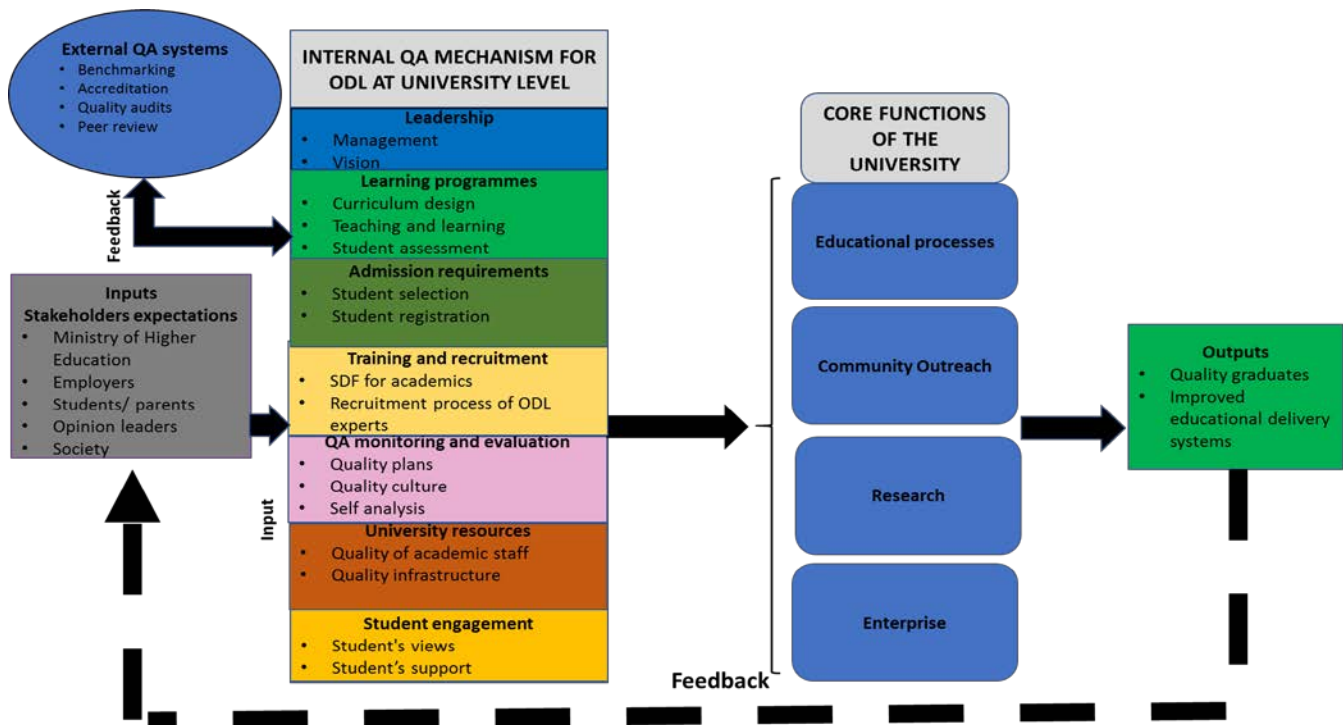 External QA systems
• Benchmarking
• Accreditation
• Quality audits
• Peer review
Feedback
Inputs
Stakeholders expectations
• Ministry of Higher
Education
• Employers
• Students/ parents
• Opinion leaders
• Society
INTERNAL QA MECHANISM FOR
ODL AT UNIVERSITY LEVEL
Leadership
• Management
• Vision
Learning programmes
• Curriculum design
• Teaching and learning
• Student assessment
Admission requirements
• Student selection
• Student registration
Training and recruitment
• SDF for academics
• Recruitment process of ODL
experts
QA monitoring and evaluation
• Quality plans
• Quality culture
• Self analysis
Input
University resources
• Quality of academic staff
• Quality infrastructure
Student engagement
• Student's views
• Student’s support
CORE FUNCTIONS
OF THE
UNIVERSITY
Educational processes
Community Outreach
Research
Enterprise
Outputs
• Quality graduates
• Improved
educational delivery
systems
Feedback